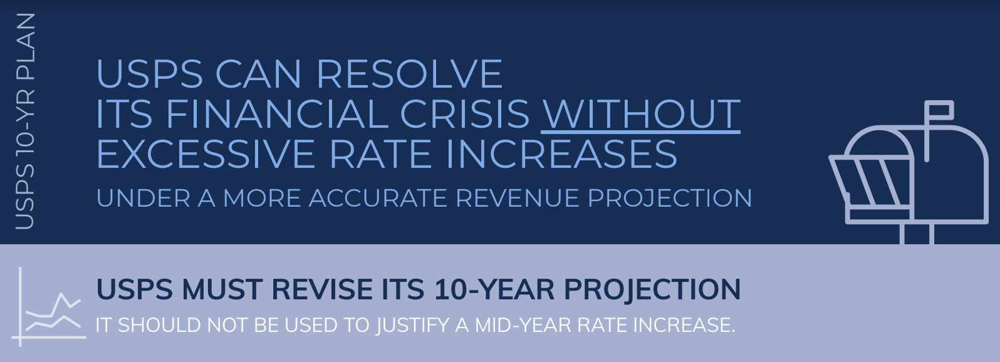 USPS 10-YR PLAN
USPS CAN RESOLVE
ITS FINANCIAL CRISIS WITHOUT
EXCESSIVE RATE INCREASES
UNDER A MORE ACCURATE REVENUE PROJECTION
USPS MUST REVISE ITS 10-YEAR PROJECTION
IT SHOULD NOT BE USED TO JUSTIFY A MID-YEAR RATE INCREASE.